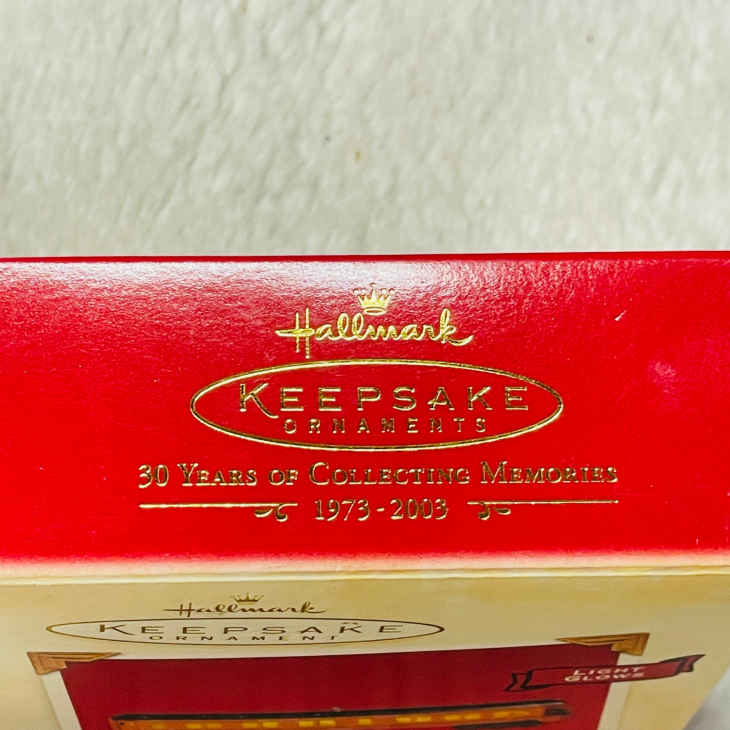 Hallmark
KEEPSAKE
ORNAMENTS
30 YEARS OF COLLECTING MEMORIES
1973-2003
Hallmark
KEEPSAKE
ORNAMENT
LIGHT
GLOWS